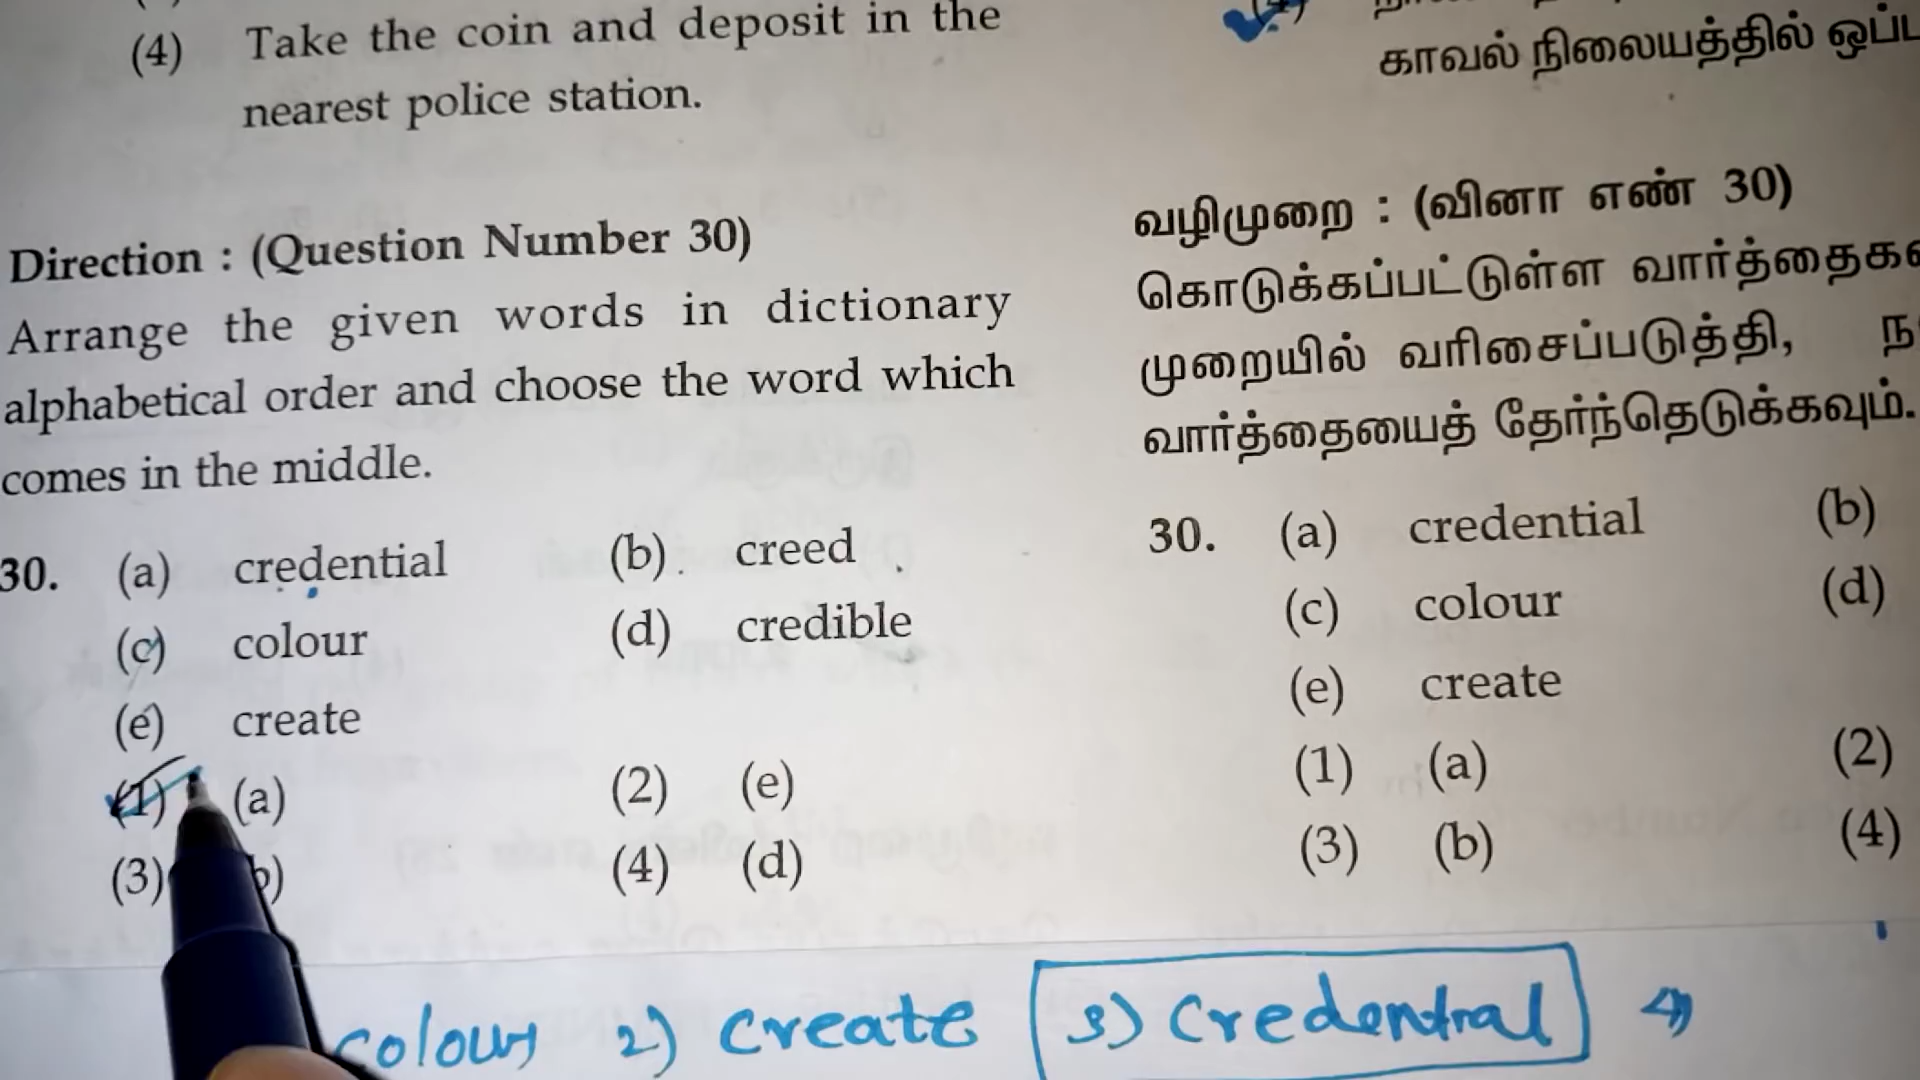 (4) Take the coin and deposit in the
nearest police station.
Direction : (Question Number 30)
Arrange the given words in dictionary
alphabetical order and choose the word which
comes in the middle.
30. (a) credential (b) creed
(c) colour (d) credible
(e) create
(1) (a) (2) (e)
(3) (b) (4) (d)
காவல் நிலையத்தில்
வழிமுறை : (வினா எண் 30)
கொடுக்கப்பட்டுள்ள
முறையில் வரிசைப்படுத்தி,
வார்த்தையைத் தேர்ந்தெடுக்கவும்.
30. (a) credential (b)
(c) colour (d)
(e) create
(1) (a) (2)
(3) (b) (4)
colour 2) create 3) Credential 4)